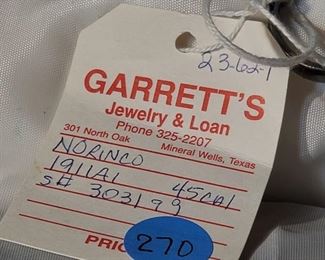 23-62-1
GARRETT'S
Jewelry & Loan
Phone 325-2207
301 North Oak Mineral Wells, Texas
NORINCO
1911A1 45cal
S# 303199
PRIC
270